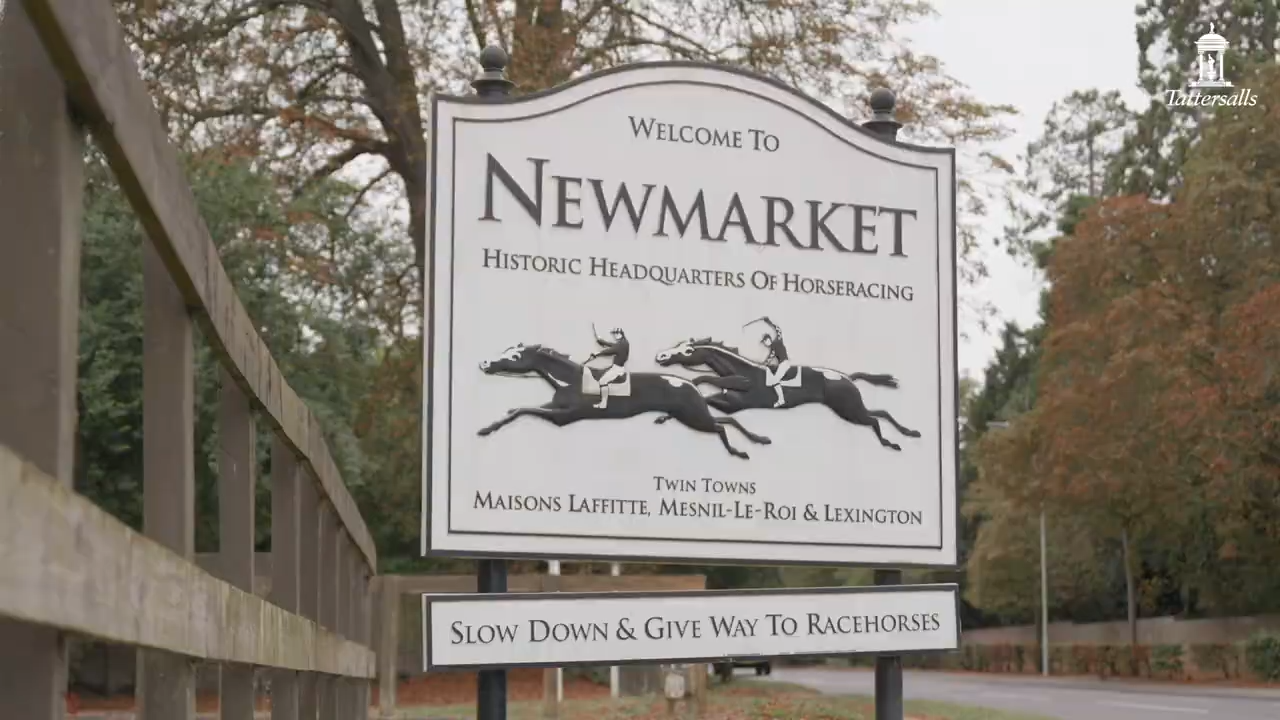 Tattersalls
WELCOME TO
NEWMARKET
HISTORIC HEADQUARTERS OF HORSERACING
TWIN TOWNS
MAISONS LAFFITTE, MESNIL-LE-ROI & LEXINGTON
SLOW DOWN & GIVE WAY TO RACEHORSES